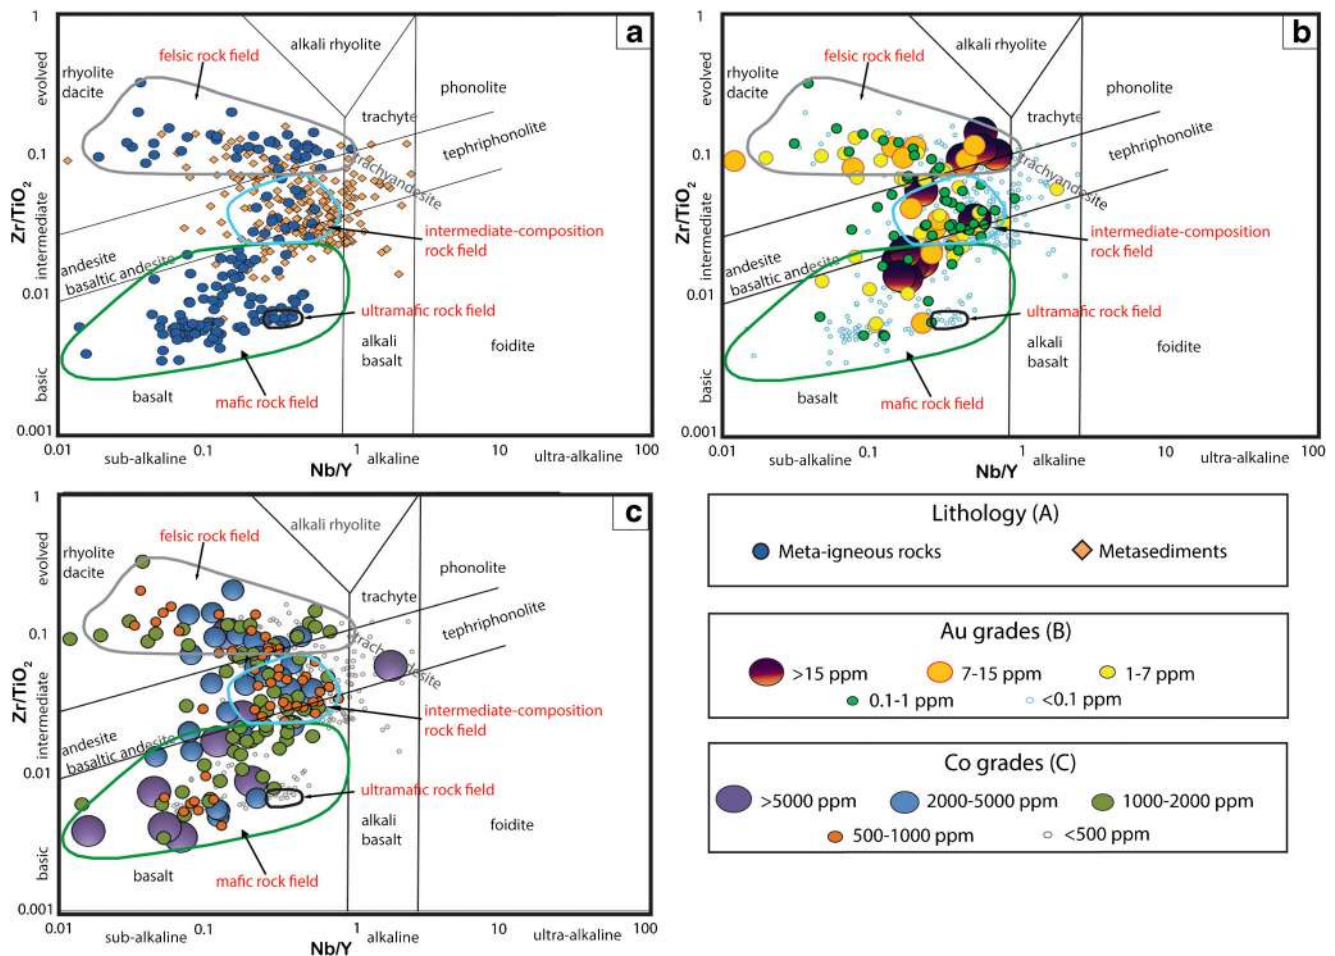 a
1
0.1
0.01
0.001
Zr/TiO2
evolved
intermediate
basic
alkali rhyolite
felsic rock field
rhyolite
dacite
phonolite
trachyte
tephriphonolite
trachyandesite
intermediate-composition
rock field
andesite
basaltic andesite
ultramafic rock field
alkali
basalt
foidite
basalt
mafic rock field
0.01
0.1
1
10
100
sub-alkaline
alkaline
ultra-alkaline
Nb/Y
b
1
0.1
0.01
0.001
Zr/TiO2
evolved
intermediate
basic
alkali rhyolite
felsic rock field
rhyolite
dacite
phonolite
trachyte
tephriphonolite
trachyandesite
intermediate-composition
rock field
andesite
basaltic andesite
ultramafic rock field
alkali
basalt
foidite
basalt
mafic rock field
0.01
0.1
1
10
100
sub-alkaline
alkaline
ultra-alkaline
Nb/Y
c
1
0.1
0.01
0.001
Zr/TiO2
evolved
intermediate
basic
alkali rhyolite
felsic rock field
rhyolite
dacite
phonolite
trachyte
tephriphonolite
trachyandesite
intermediate-composition
rock field
andesite
basaltic andesite
ultramafic rock field
alkali
basalt
foidite
basalt
mafic rock field
0.01
0.1
1
10
100
sub-alkaline
alkaline
ultra-alkaline
Nb/Y
Lithology (A)
Meta-igneous rocks
Metasediments
Au grades (B)
>15 ppm
7-15 ppm
1-7 ppm
0.1-1 ppm
<0.1 ppm
Co grades (C)
>5000 ppm
2000-5000 ppm
1000-2000 ppm
500-1000 ppm
<500 ppm